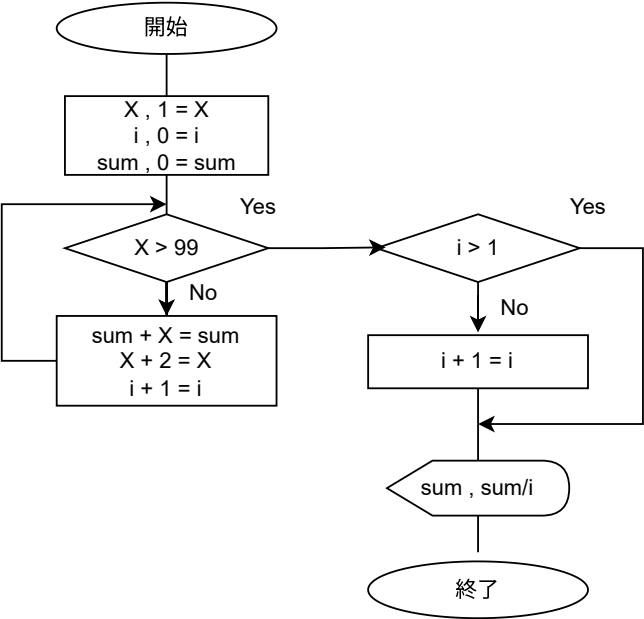 開始
X , 1 = X
i , 0 = i
sum , 0 = sum
Yes
X > 99
No
sum + X = sum
X + 2 = X
i + 1 = i
Yes
i > 1
No
i + 1 = i
sum , sum/i
終了